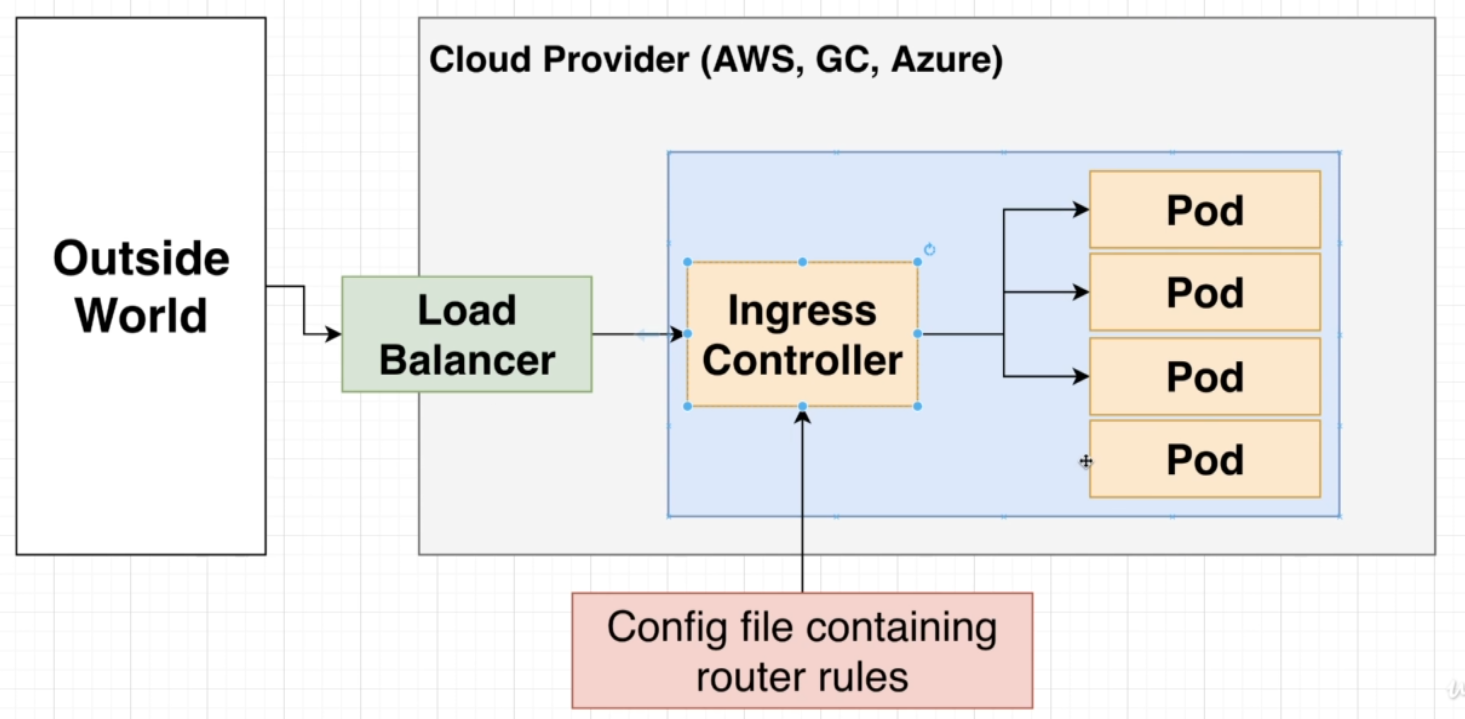 Cloud Provider (AWS, GC, Azure)
Outside
World
Load
Balancer
Ingress
Controller
Pod
Pod
Pod
Pod
Config file containing
router rules